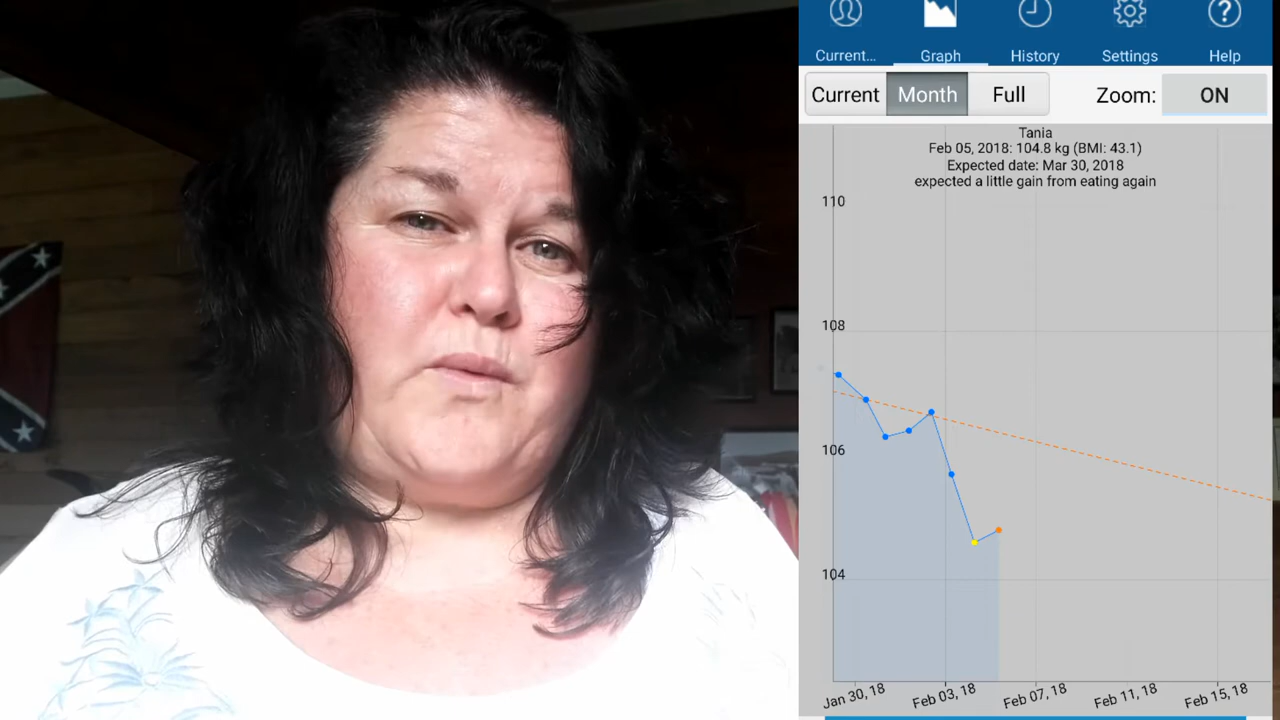 Current... Graph History Settings Help
Current Month Full Zoom: ON
Tania
Feb 05, 2018: 104.8 kg (BMI: 43.1)
Expected date: Mar 30, 2018
expected a little gain from eating again
110
108
106
104
Jan 30, 18 Feb 03, 18 Feb 07, 18 Feb 11, 18 Feb 15, 18